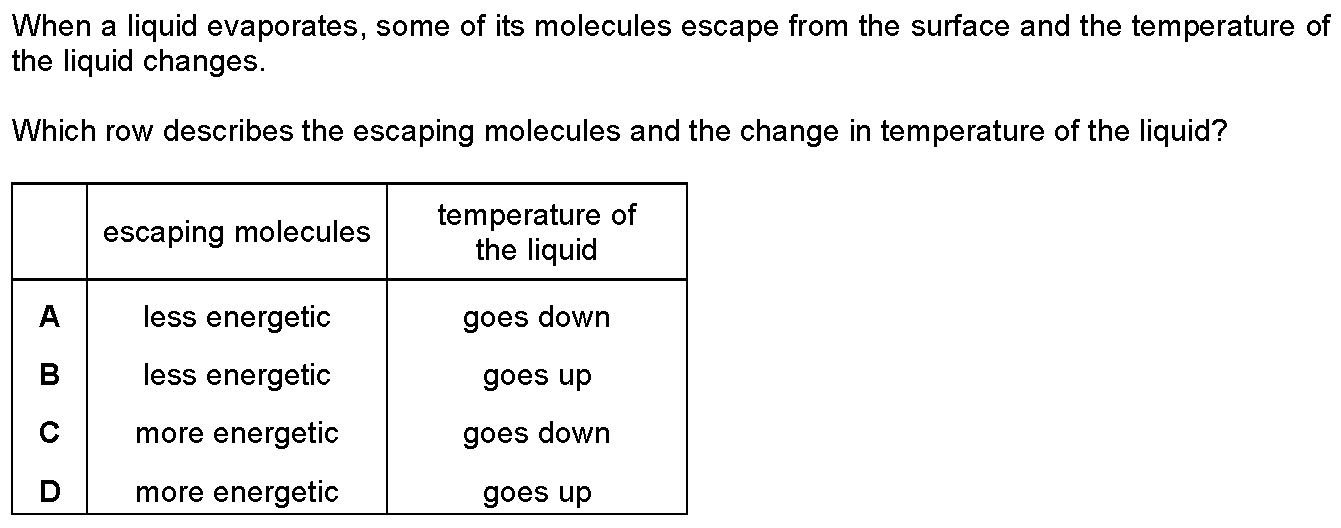 When a liquid evaporates, some of its molecules escape from the surface and the temperature of
the liquid changes.
Which row describes the escaping molecules and the change in temperature of the liquid?
escaping molecules temperature of
the liquid
A less energetic goes down
B less energetic goes up
C more energetic goes down
D more energetic goes up